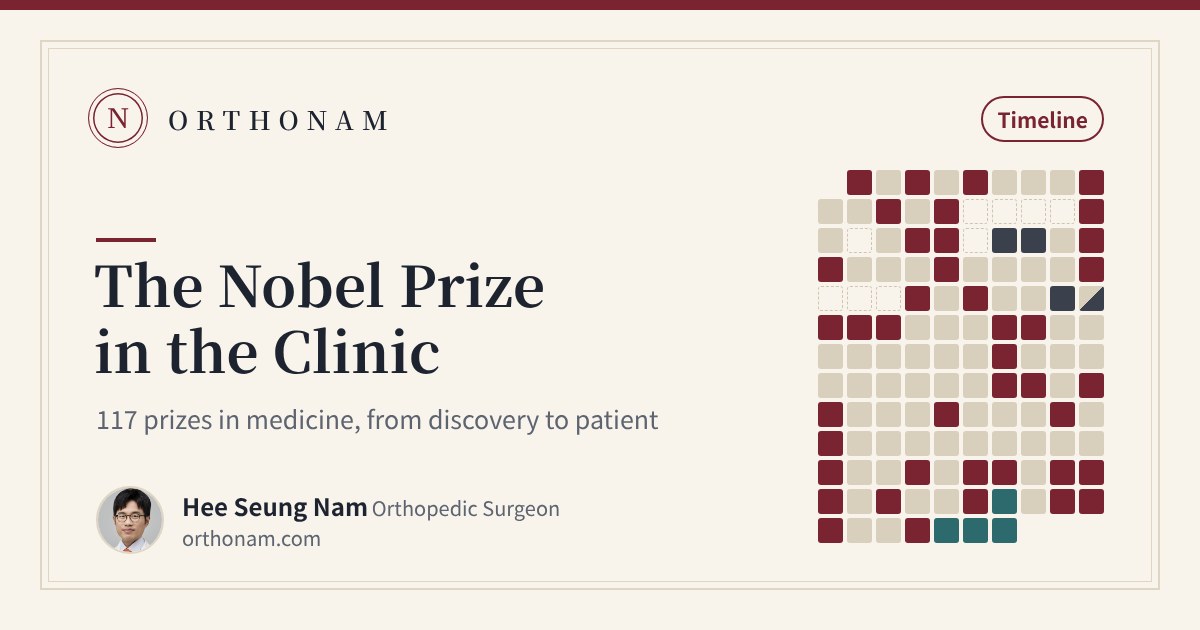 N ORTHONAM
Timeline
The Nobel Prize
in the Clinic
117 prizes in medicine, from discovery to patient
Hee Seung Nam Orthopedic Surgeon
orthonam.com